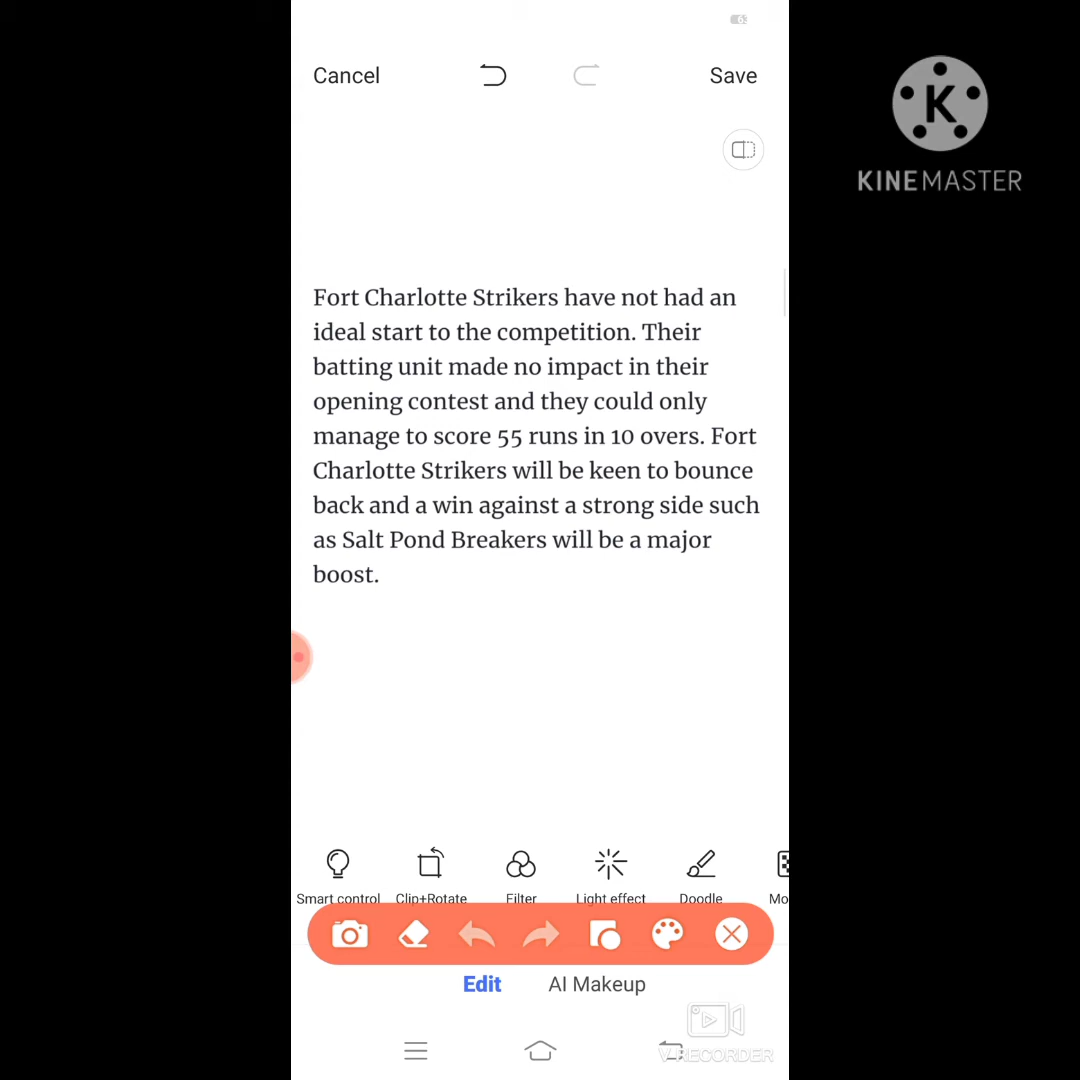 63
Cancel
Save
KINEMASTER
Fort Charlotte Strikers have not had an
ideal start to the competition. Their
batting unit made no impact in their
opening contest and they could only
manage to score 55 runs in 10 overs. Fort
Charlotte Strikers will be keen to bounce
back and a win against a strong side such
as Salt Pond Breakers will be a major
boost.
Smart control
Clip+Rotate
Filter
Light effect
Doodle
Mo
Edit
AI Makeup
V RECORDER